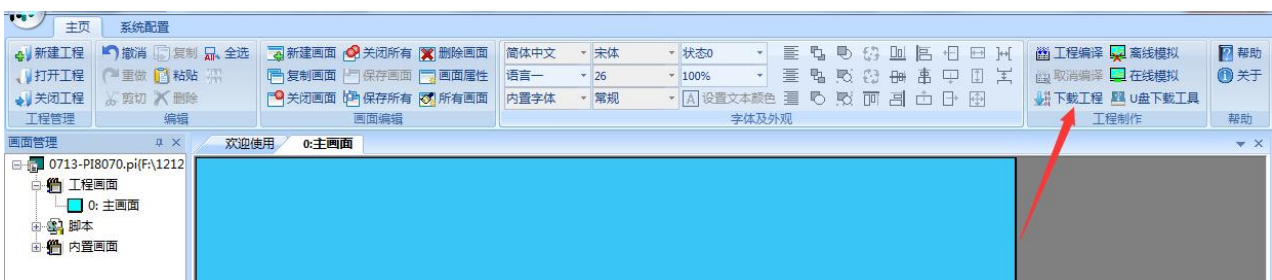 主页 系统配置
新建工程 撤消 复制 全选 新建画面 关闭所有 删除画面 简体中文 宋体 状态0 工程编译 离线模拟 帮助
打开工程 重做 粘贴 复制画面 保存画面 画面属性 语言一 26 100% 取消编译 在线模拟 关于
关闭工程 剪切 删除 关闭画面 保存所有 所有画面 内置字体 常规 A 设置文本颜色 下载工程 U盘下载工具
工程管理 编辑 画面编辑 字体及外观 工程制作 帮助
画面管理 欢迎使用 0:主画面
0713-PI8070.pi(F:\1212
工程画面
0: 主画面
脚本
内置画面